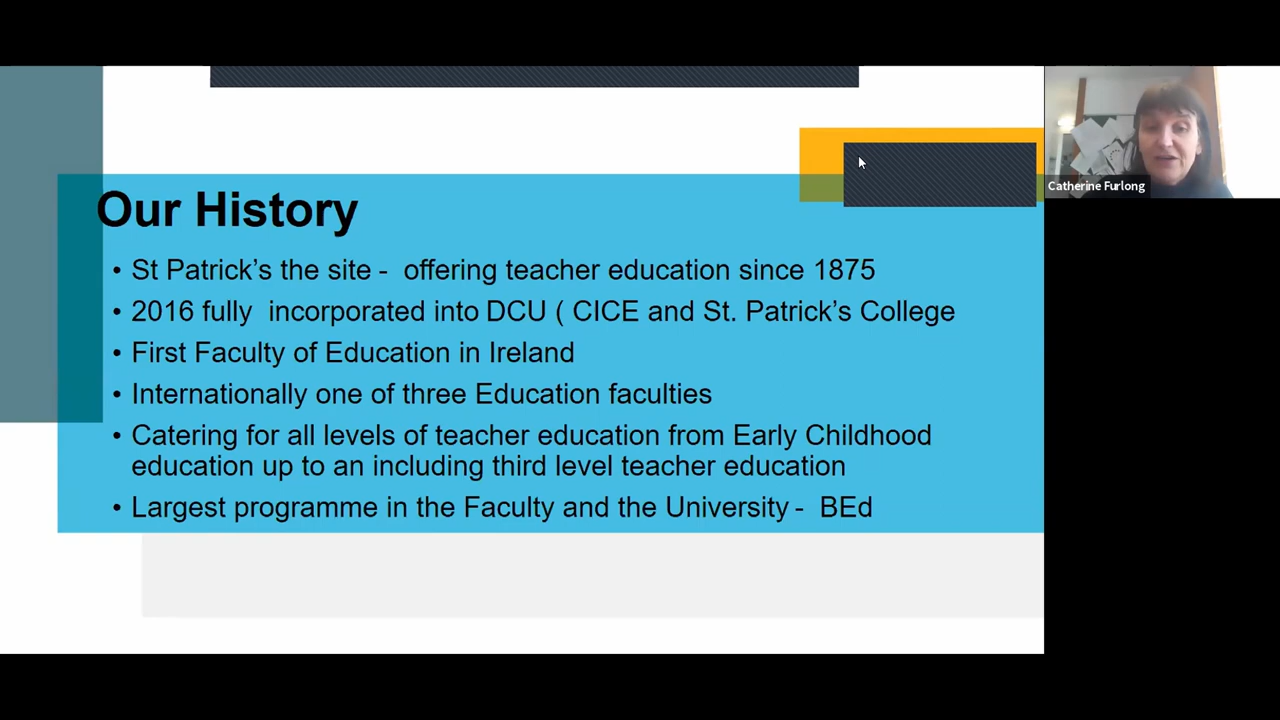 Our History
• St Patrick's the site -  offering teacher education since 1875
• 2016 fully  incorporated into DCU ( CICE and St. Patrick's College
• First Faculty of Education in Ireland
• Internationally one of three Education faculties
• Catering for all levels of teacher education from Early Childhood
education up to an including third level teacher education
• Largest programme in the Faculty and the University -  BEd
Catherine Furlong